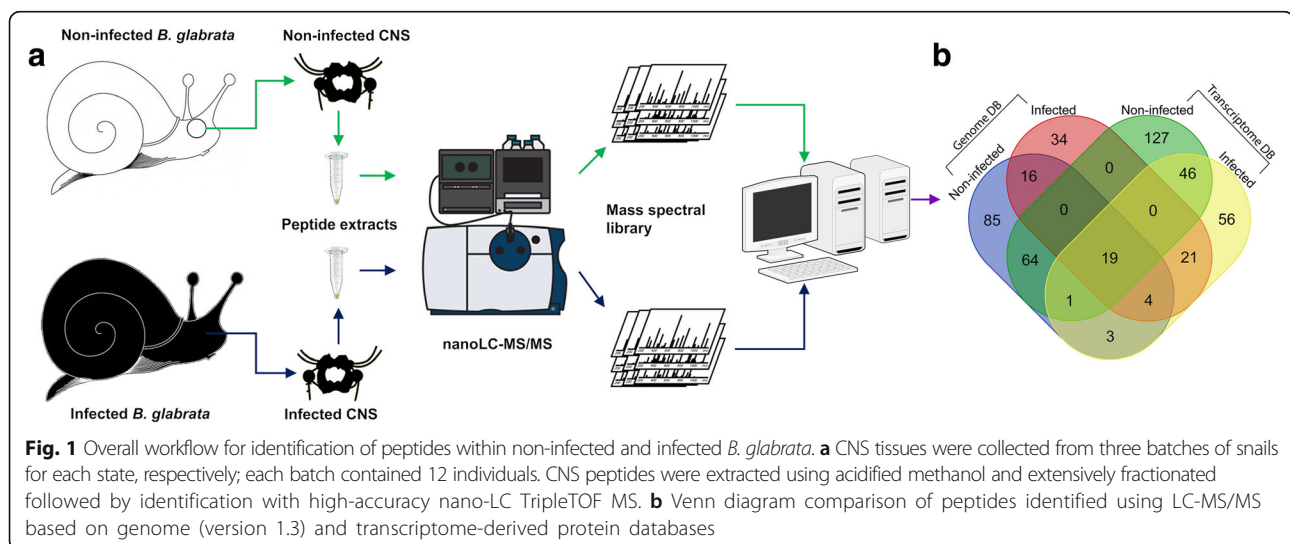 a
Non-infected B. glabrata
Non-infected CNS
Peptide extracts
nanoLC-MS/MS
Mass spectral
library
Infected B. glabrata
Infected CNS
b
Genome DB
Transcriptome DB
Non-infected
Infected
Non-infected
Infected
34
127
16
0
46
85
0
0
56
64
19
21
1
4
3
Fig. 1 Overall workflow for identification of peptides within non-infected and infected B. glabrata. a CNS tissues were collected from three batches of snails
for each state, respectively; each batch contained 12 individuals. CNS peptides were extracted using acidified methanol and extensively fractionated
followed by identification with high-accuracy nano-LC TripleTOF MS. b Venn diagram comparison of peptides identified using LC-MS/MS
based on genome (version 1.3) and transcriptome-derived protein databases